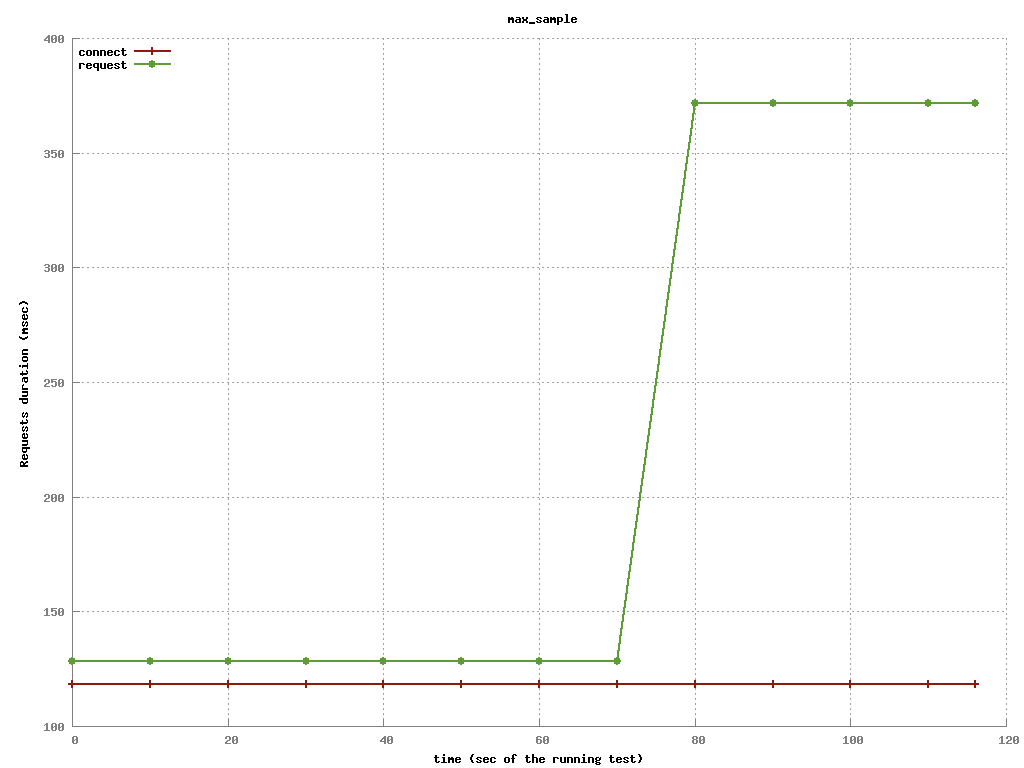 max_sample
400
connect
request
350
300
250
200
150
100
Requests duration (msec)
0 20 40 60 80 100 120
time (sec of the running test)